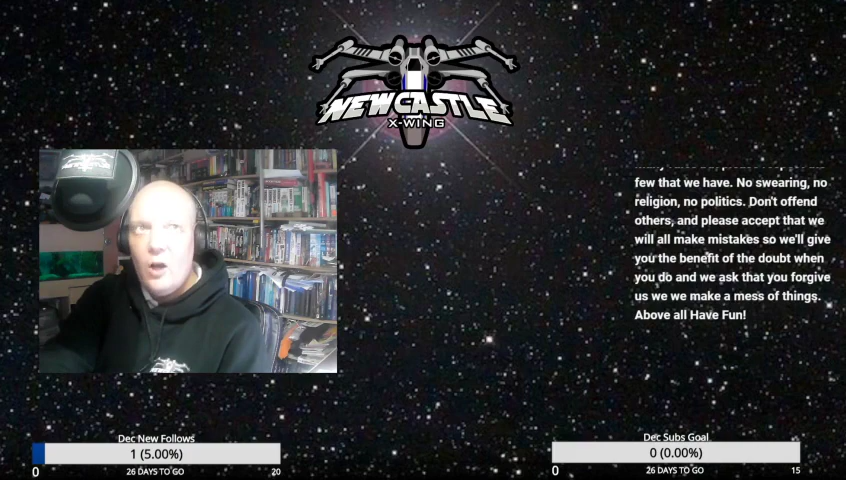 NEWCASTLE
X-WING
few that we have. No swearing, no
religion, no politics. Don't offend
others, and please accept that we
will all make mistakes so we'll give
you the benefit of the doubt when
you do and we ask that you forgive
us we we make a mess of things.
Above all Have Fun!
Dec New Follows
1 (5.00%)
0
26 DAYS TO GO
20
Dec Subs Goal
0 (0.00%)
0
26 DAYS TO GO
15